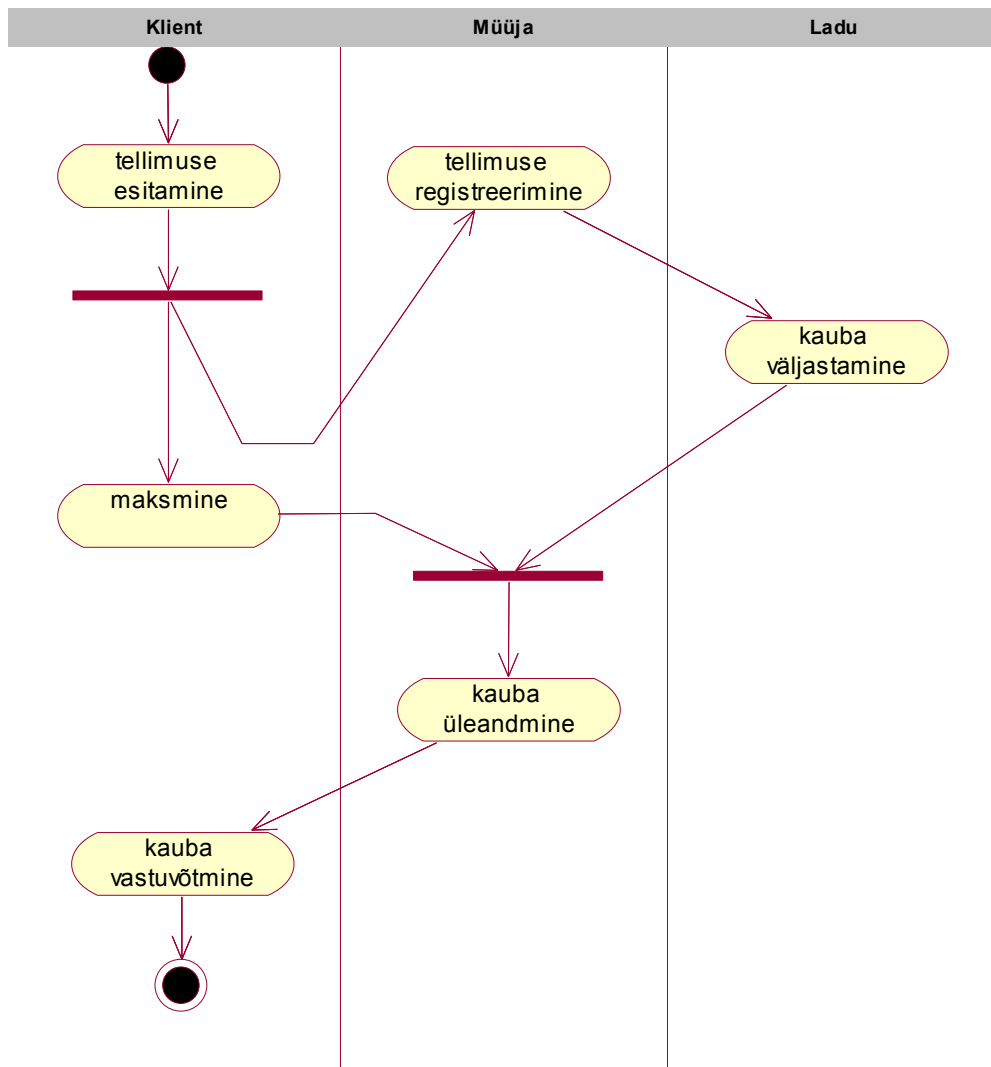 Klient
Müüja
Ladu
tellimuse
esitamine
tellimuse
registreerimine
kauba
väljastamine
maksmine
kauba
üleandmine
kauba
vastuvõtmine